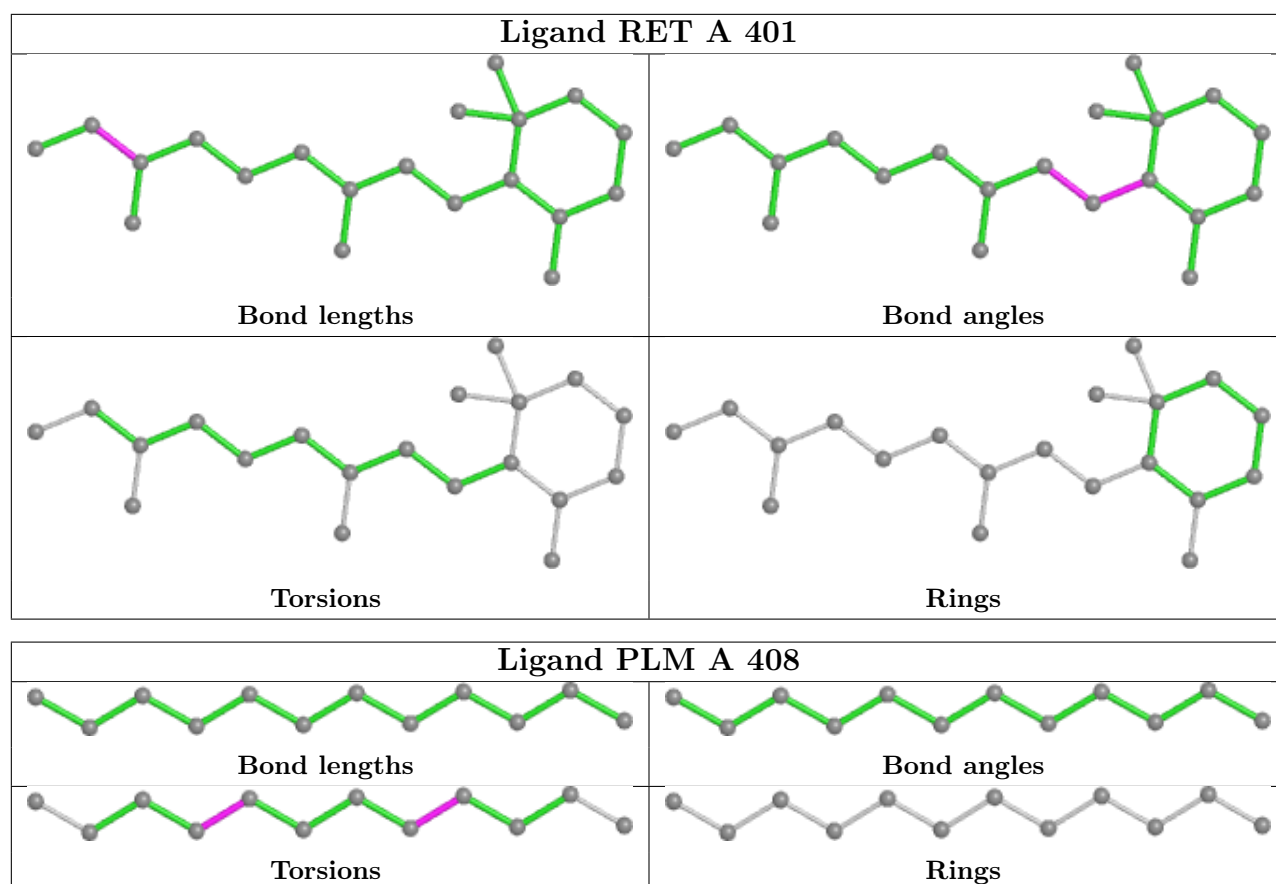 Ligand RET A 401
Bond lengths
Bond angles
Torsions
Rings
Ligand PLM A 408
Bond lengths
Bond angles
Torsions
Rings